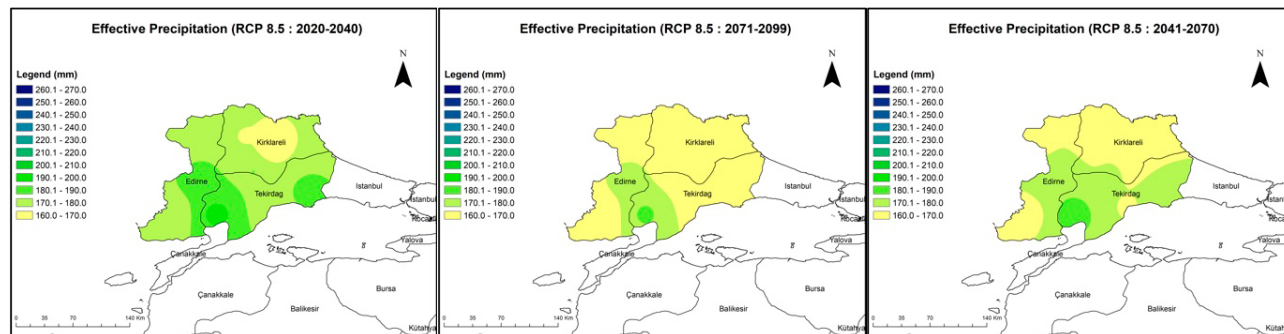 Effective Precipitation (RCP 8.5 : 2020-2040)
N
Legend (mm)
260.1 - 270.0
250.1 - 260.0
240.1 - 250.0
230.1 - 240.0
220.1 - 230.0
210.1 - 220.0
200.1 - 210.0
190.1 - 200.0
180.1 - 190.0
170.1 - 180.0
160.0 - 170.0
Kirklareli
Edirne
Tekirdag
Istanbul
Istanbul
Yalova
Çanakkale
Çanakkale
Bursa
Balikesir
Kütahya
0 35 70 140 Km
Effective Precipitation (RCP 8.5 : 2071-2099)
N
Legend (mm)
260.1 - 270.0
250.1 - 260.0
240.1 - 250.0
230.1 - 240.0
220.1 - 230.0
210.1 - 220.0
200.1 - 210.0
190.1 - 200.0
180.1 - 190.0
170.1 - 180.0
160.0 - 170.0
Kirklareli
Edirne
Tekirdag
Istanbul
Istanbul
Yalova
Çanakkale
Çanakkale
Bursa
Balikesir
Kütahya
0 35 70 140 Km
Effective Precipitation (RCP 8.5 : 2041-2070)
N
Legend (mm)
260.1 - 270.0
250.1 - 260.0
240.1 - 250.0
230.1 - 240.0
220.1 - 230.0
210.1 - 220.0
200.1 - 210.0
190.1 - 200.0
180.1 - 190.0
170.1 - 180.0
160.0 - 170.0
Kirklareli
Edirne
Tekirdag
Istanbul
Istanbul
Yalova
Çanakkale
Çanakkale
Bursa
Balikesir
Kütahya
0 35 70 140 Km